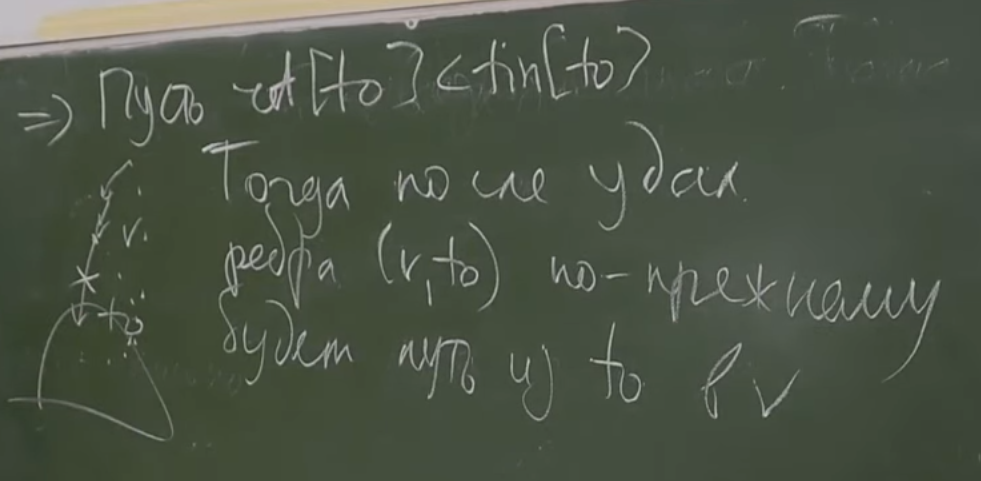 ⇒ Пусть ret[to] < tin[to]
Тогда после удал.
ребра (v, to) по-прежнему
будет путь из to в v
v.
to